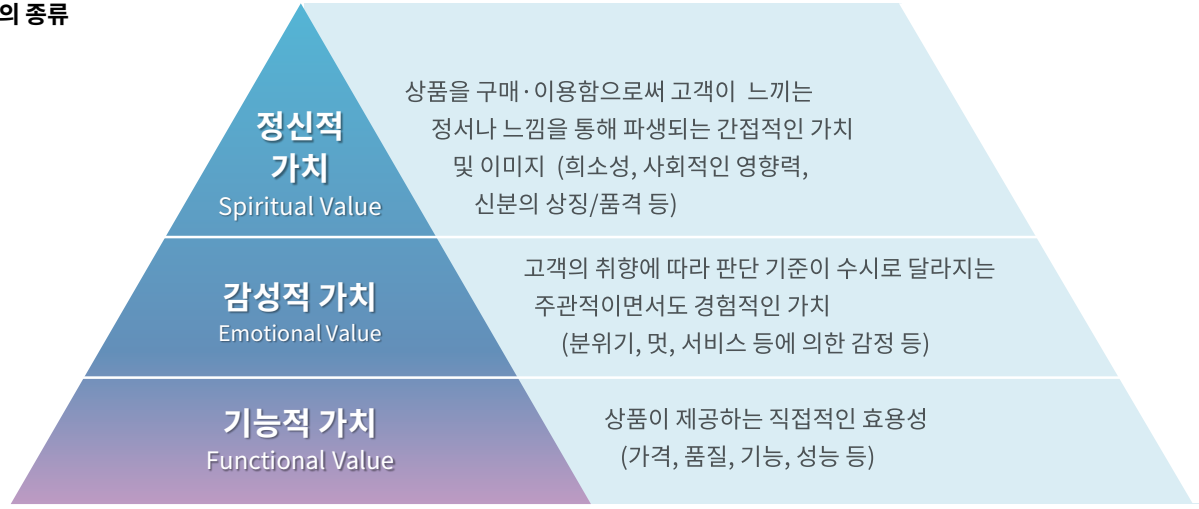 의 종류
정신적
가치
Spiritual Value
상품을 구매·이용함으로써 고객이 느끼는
정서나 느낌을 통해 파생되는 간접적인 가치
및 이미지 (희소성, 사회적인 영향력,
신분의 상징/품격 등)
감성적 가치
Emotional Value
고객의 취향에 따라 판단 기준이 수시로 달라지는
주관적이면서도 경험적인 가치
(분위기, 멋, 서비스 등에 의한 감정 등)
기능적 가치
Functional Value
상품이 제공하는 직접적인 효용성
(가격, 품질, 기능, 성능 등)